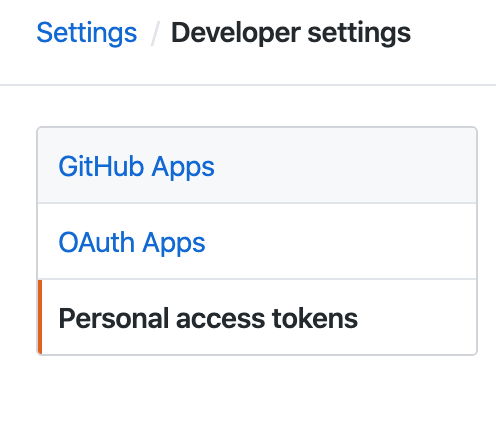 Settings / Developer settings
GitHub Apps
OAuth Apps
Personal access tokens